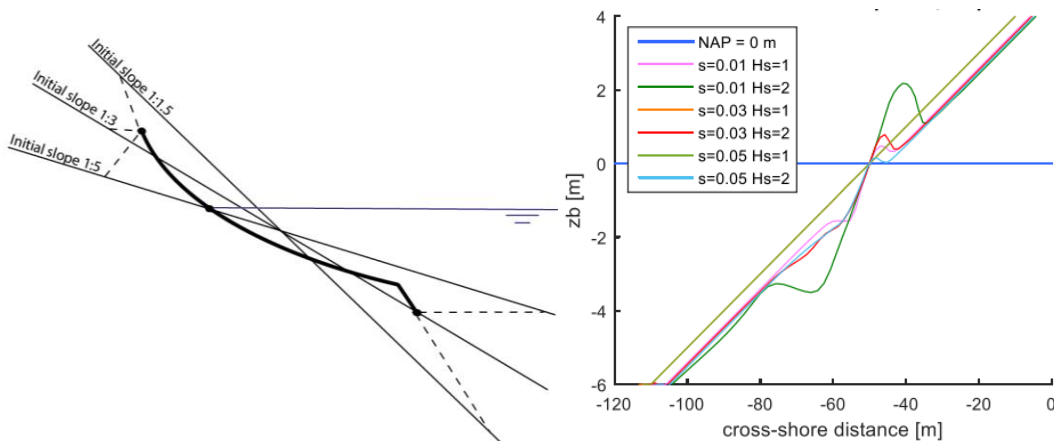 Initial slope 1:1.5
Initial slope 1:3
Initial slope 1:5
4
2
0
-2
-4
-6
zb [m]
NAP = 0 m
s=0.01 Hs=1
s=0.01 Hs=2
s=0.03 Hs=1
s=0.03 Hs=2
s=0.05 Hs=1
s=0.05 Hs=2
-120 -100 -80 -60 -40 -20 0
cross-shore distance [m]